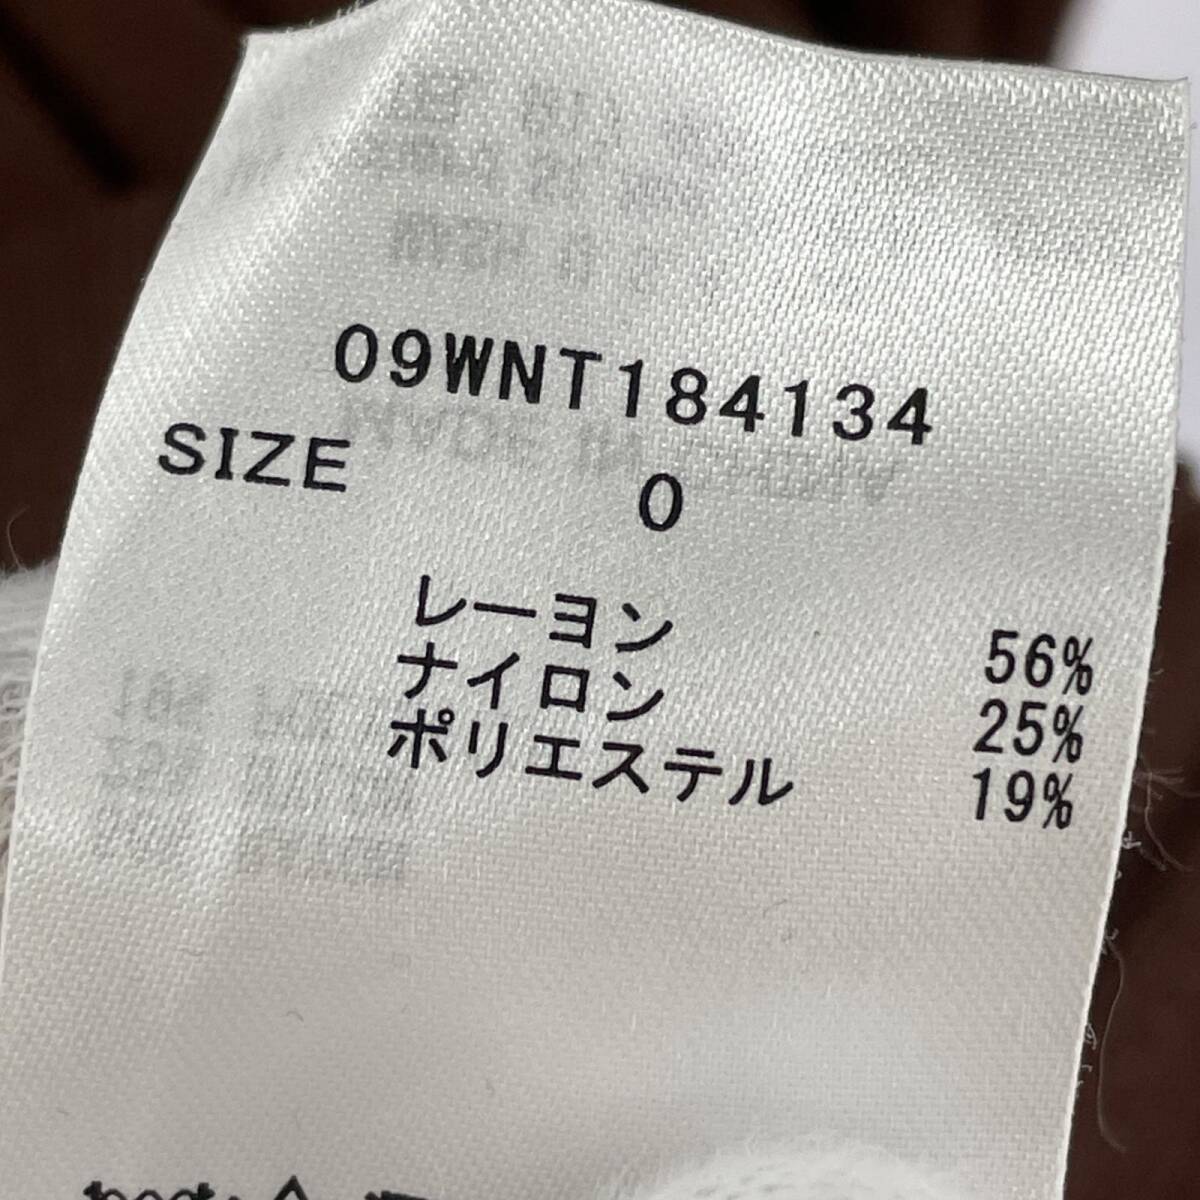 09WNT184134
SIZE 0
レーヨン 56%
ナイロン 25%
ポリエステル 19%